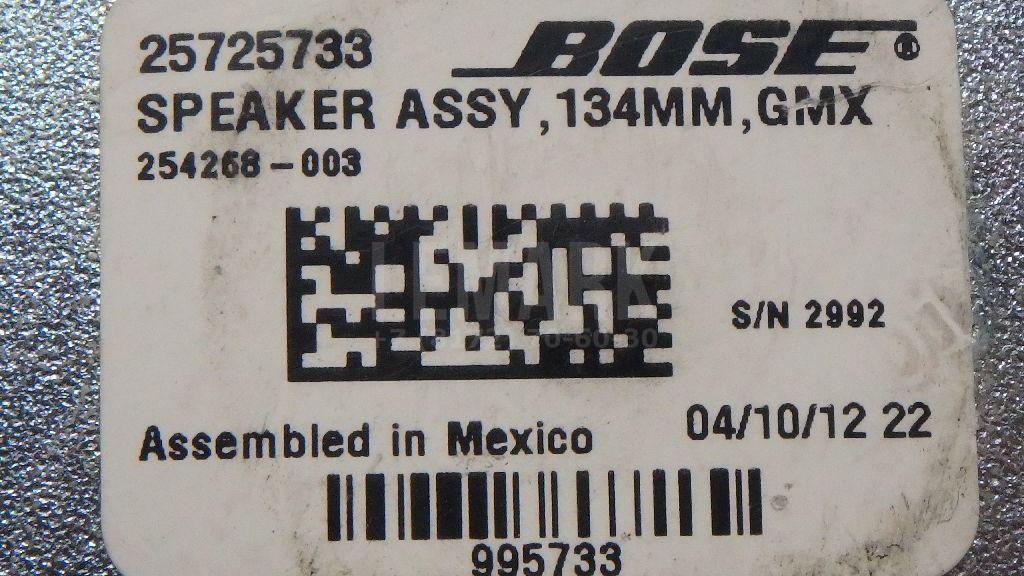 25725733 BOSE®
SPEAKER ASSY,134MM,GMX
254268-003
S/N 2992
Assembled in Mexico 04/10/12 22
995733